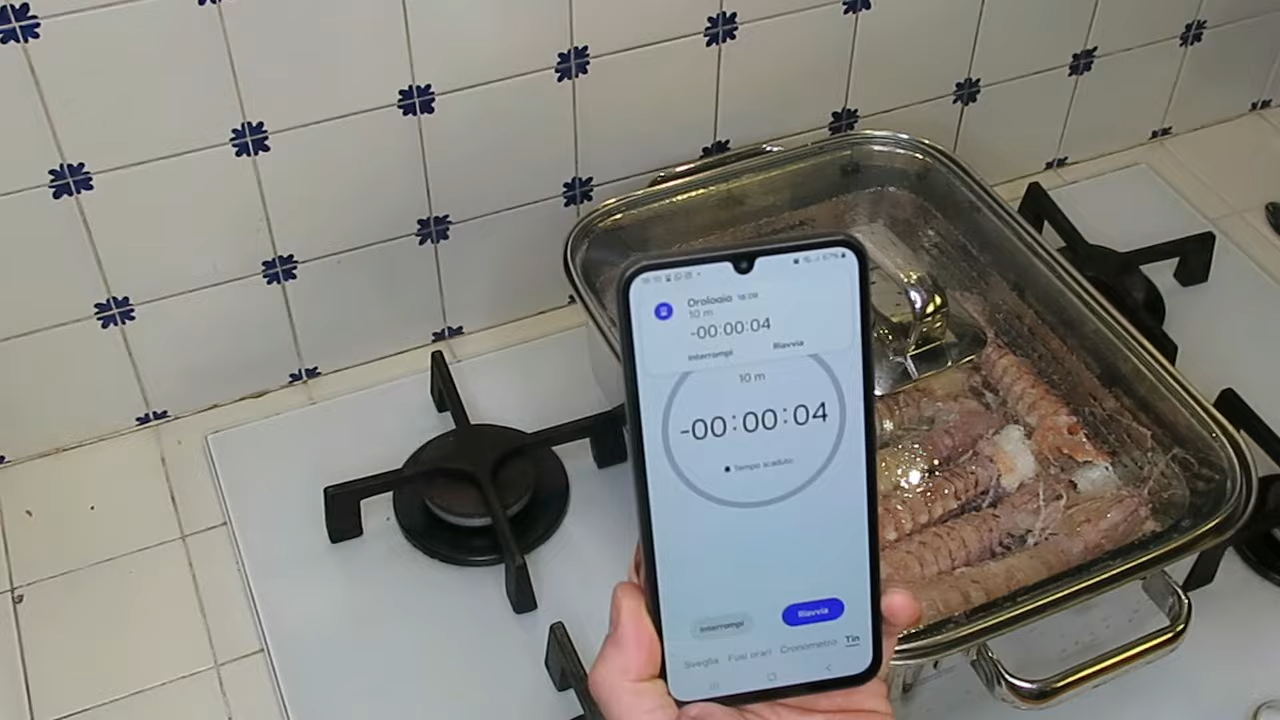 Orologio 18:08
10 m
-00:00:04
Interrompi Riavvia
10 m
-00:00:04
Tempo scaduto
Interrompi Riavvia
Sveglia Fusi orari Cronometro Tin